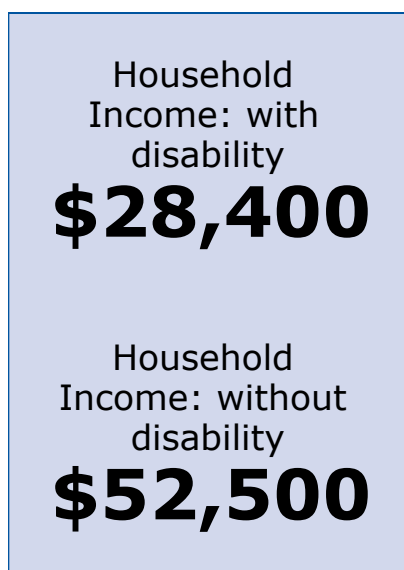 Household
Income: with
disability
$28,400
Household
Income: without
disability
$52,500